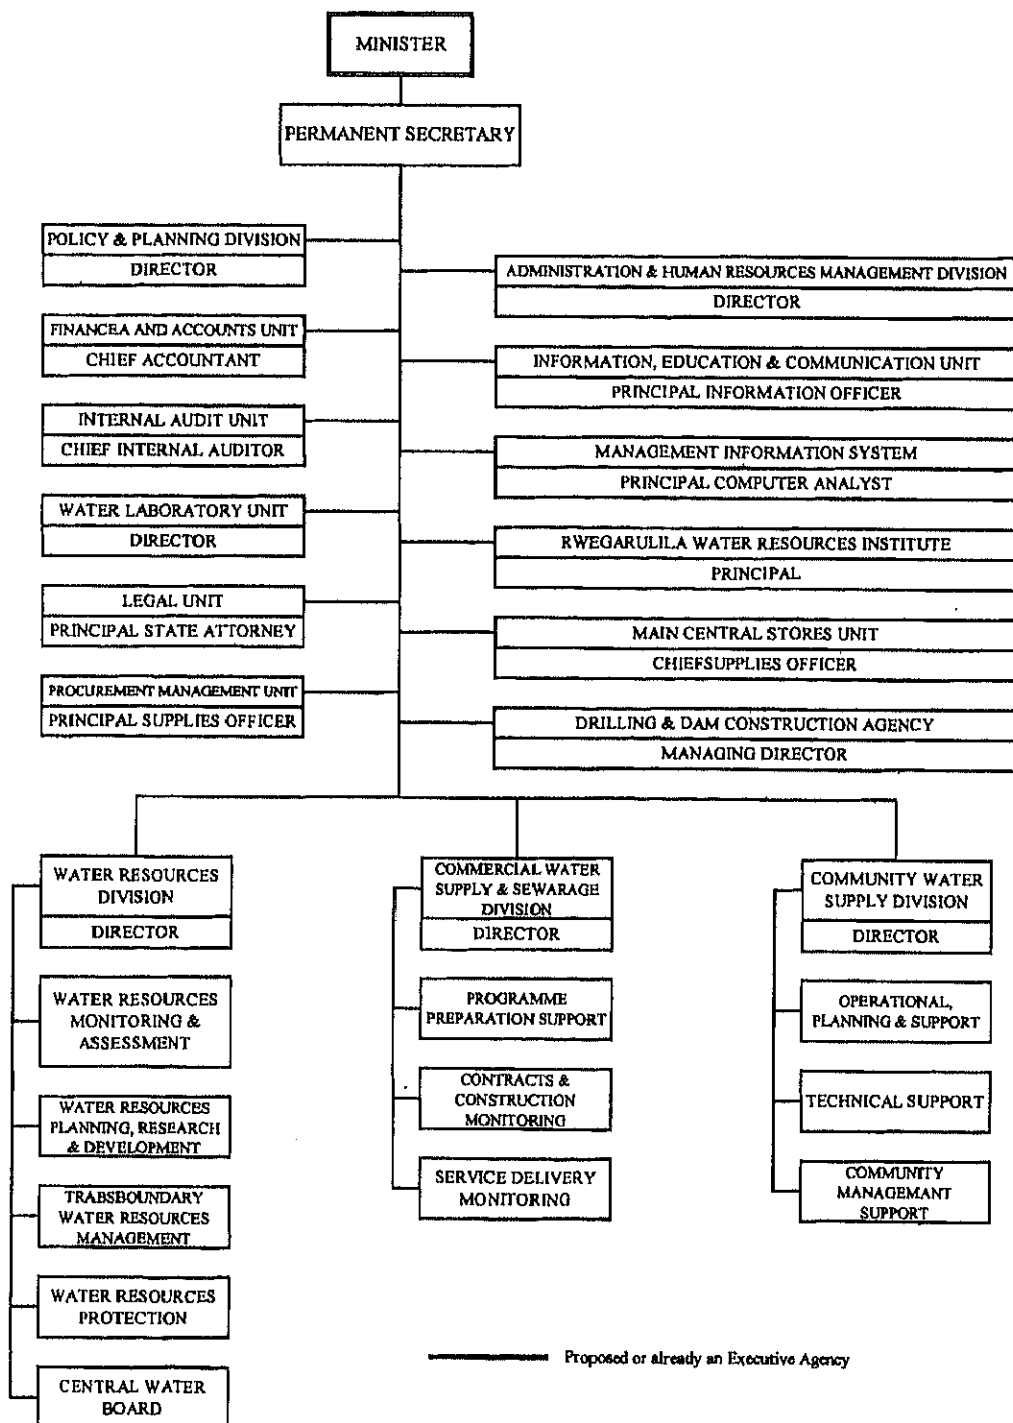 MINISTER
PERMANENT SECRETARY
POLICY & PLANNING DIVISION
DIRECTOR
FINANCEA AND ACCOUNTS UNIT
CHIEF ACCOUNTANT
INTERNAL AUDIT UNIT
CHIEF INTERNAL AUDITOR
WATER LABORATORY UNIT
DIRECTOR
LEGAL UNIT
PRINCIPAL STATE ATTORNEY
PROCUREMENT MANAGEMENT UNIT
PRINCIPAL SUPPLIES OFFICER
ADMINISTRATION & HUMAN RESOURCES MANAGEMENT DIVISION
DIRECTOR
INFORMATION, EDUCATION & COMMUNICATION UNIT
PRINCIPAL INFORMATION OFFICER
MANAGEMENT INFORMATION SYSTEM
PRINCIPAL COMPUTER ANALYST
RWEGARULILA WATER RESOURCES INSTITUTE
PRINCIPAL
MAIN CENTRAL STORES UNIT
CHIEFSUPPLIES OFFICER
DRILLING & DAM CONSTRUCTION AGENCY
MANAGING DIRECTOR
WATER RESOURCES
DIVISION
DIRECTOR
WATER RESOURCES
MONITORING &
ASSESSMENT
WATER RESOURCES
PLANNING, RESEARCH
& DEVELOPMENT
TRABSBOUNDARY
WATER RESOURCES
MANAGEMENT
WATER RESOURCES
PROTECTION
CENTRAL WATER
BOARD
COMMERCIAL WATER
SUPPLY & SEWARAGE
DIVISION
DIRECTOR
PROGRAMME
PREPARATION SUPPORT
CONTRACTS &
CONSTRUCTION
MONITORING
SERVICE DELIVERY
MONITORING
COMMUNITY WATER
SUPPLY DIVISION
DIRECTOR
OPERATIONAL,
PLANNING & SUPPORT
TECHNICAL SUPPORT
COMMUNITY
MANAGEMANT
SUPPORT
Proposed or already an Executive Agency